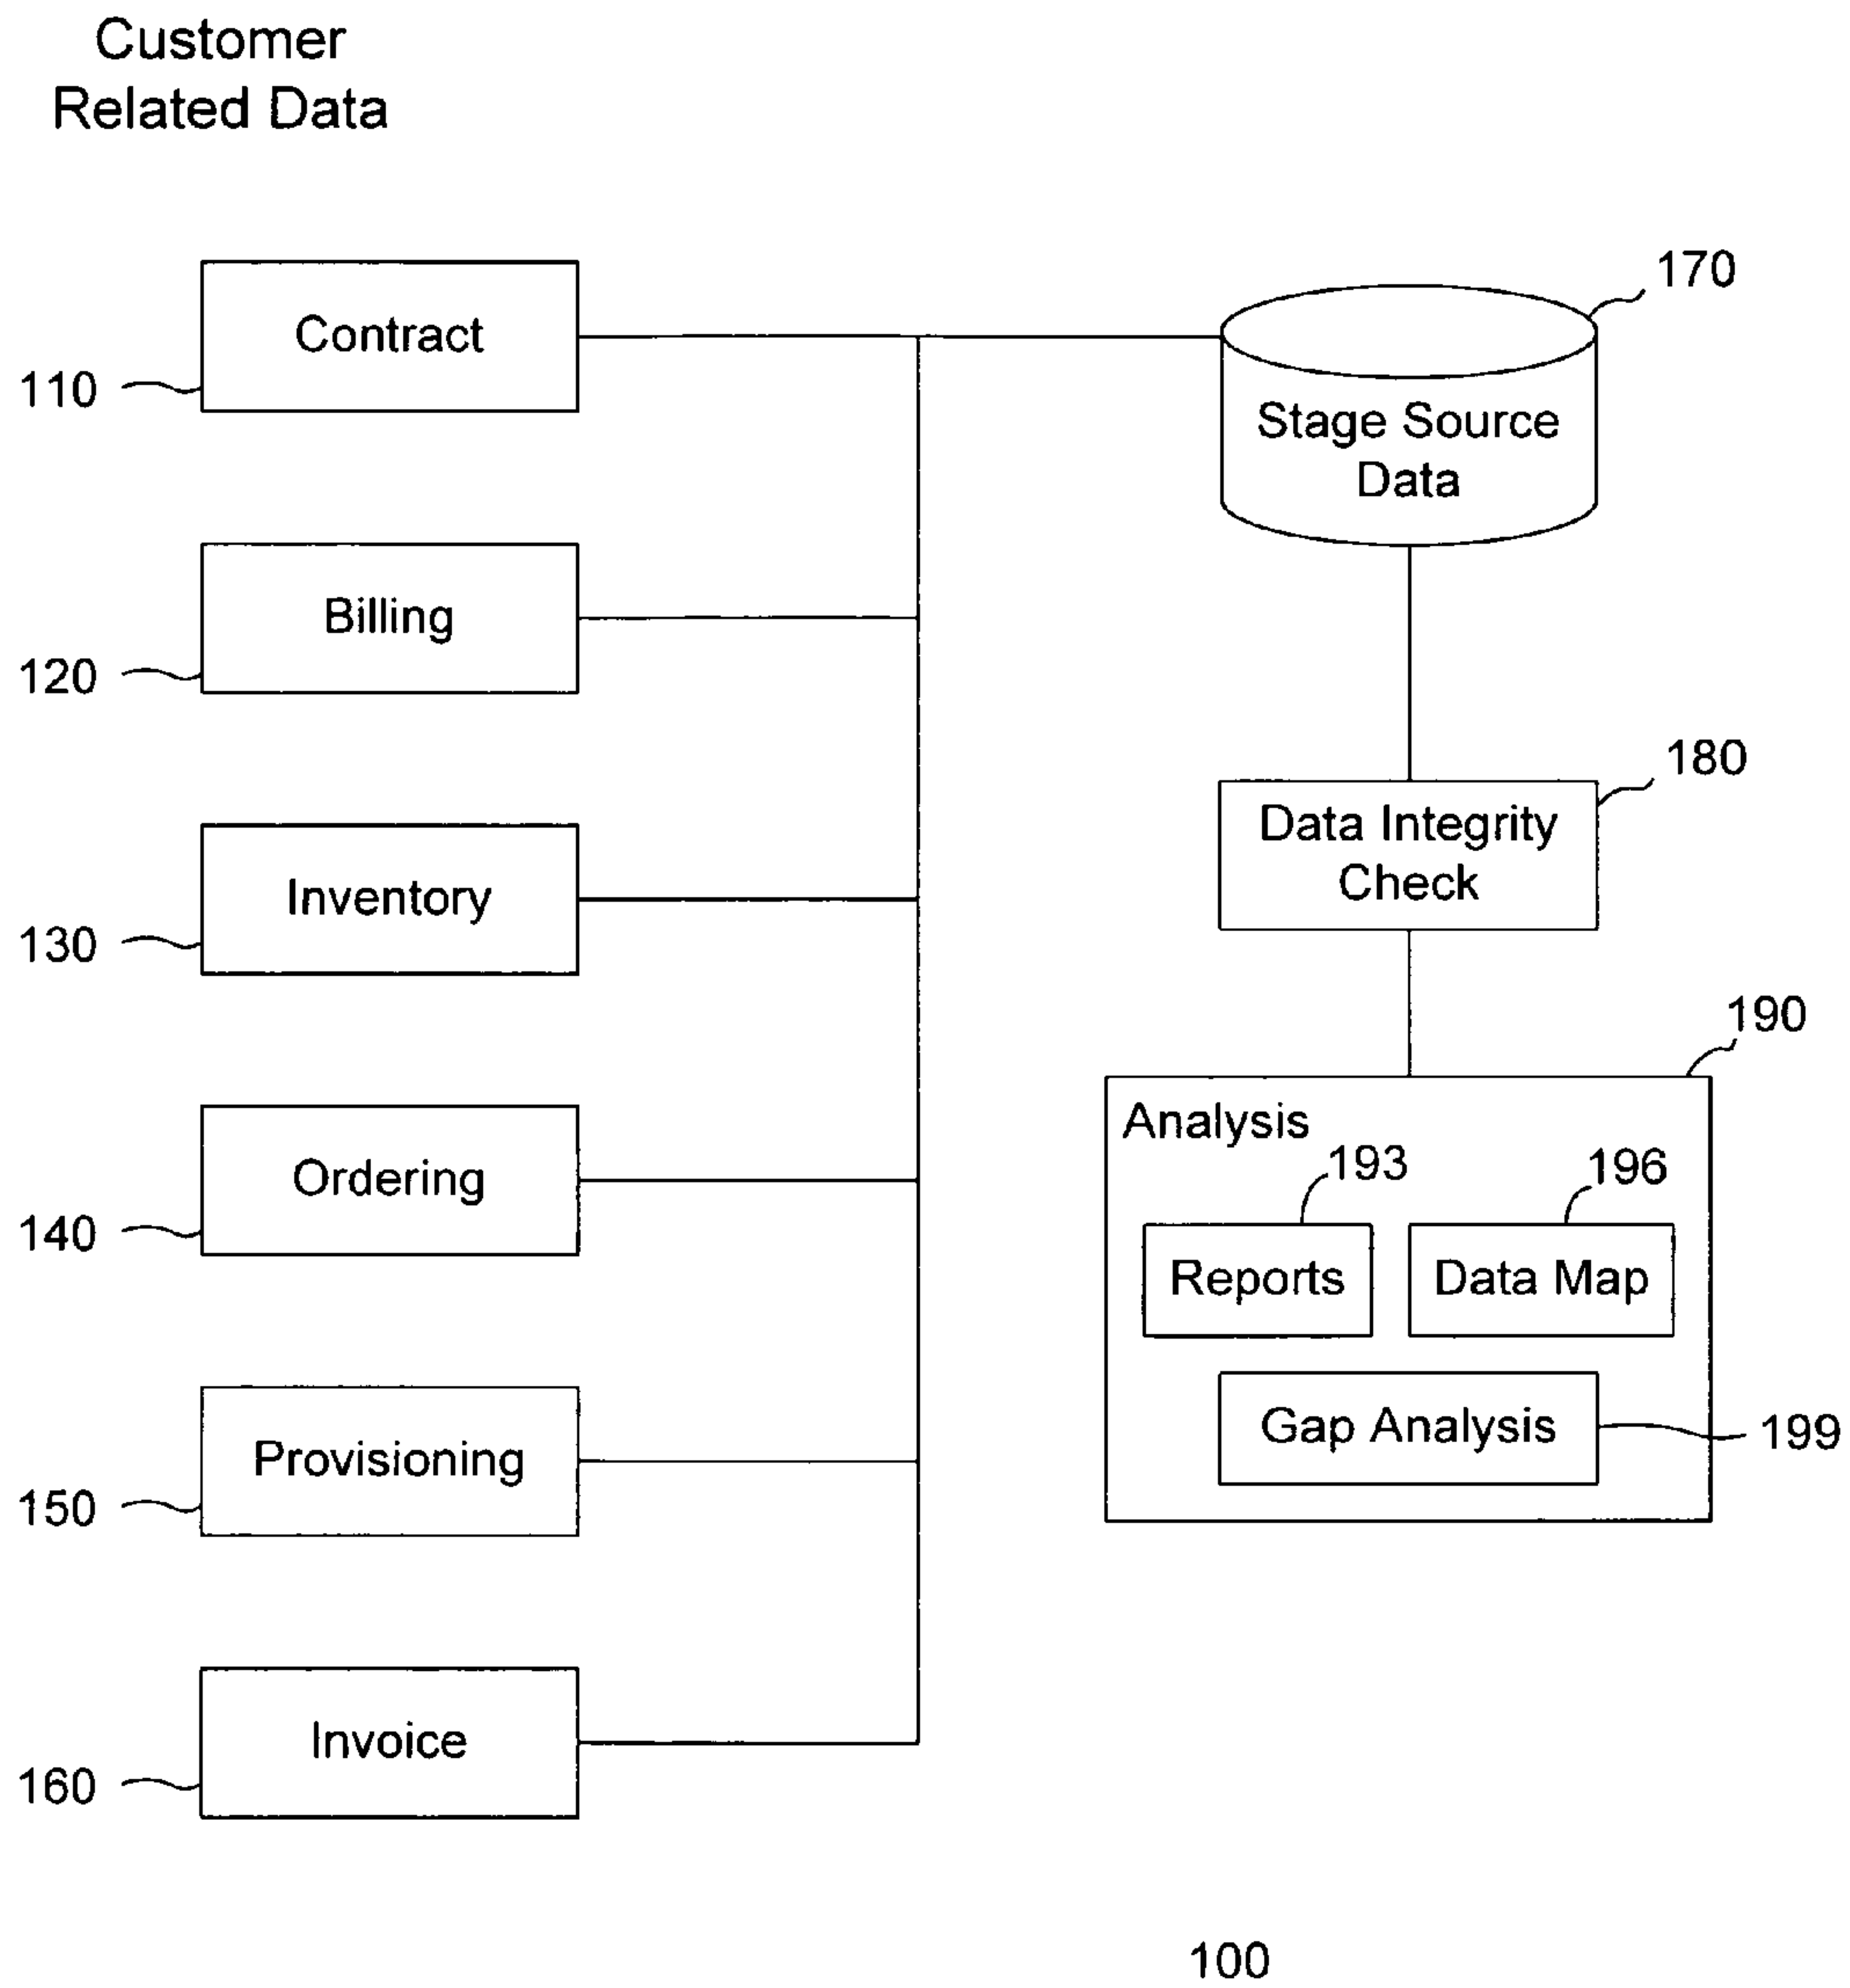 Customer
Related Data
Contract
110
Billing
120
Inventory
130
Ordering
140
Provisioning
150
Invoice
160
170
Stage Source
Data
180
Data Integrity
Check
190
Analysis
193
196
Reports
Data Map
Gap Analysis
199
100